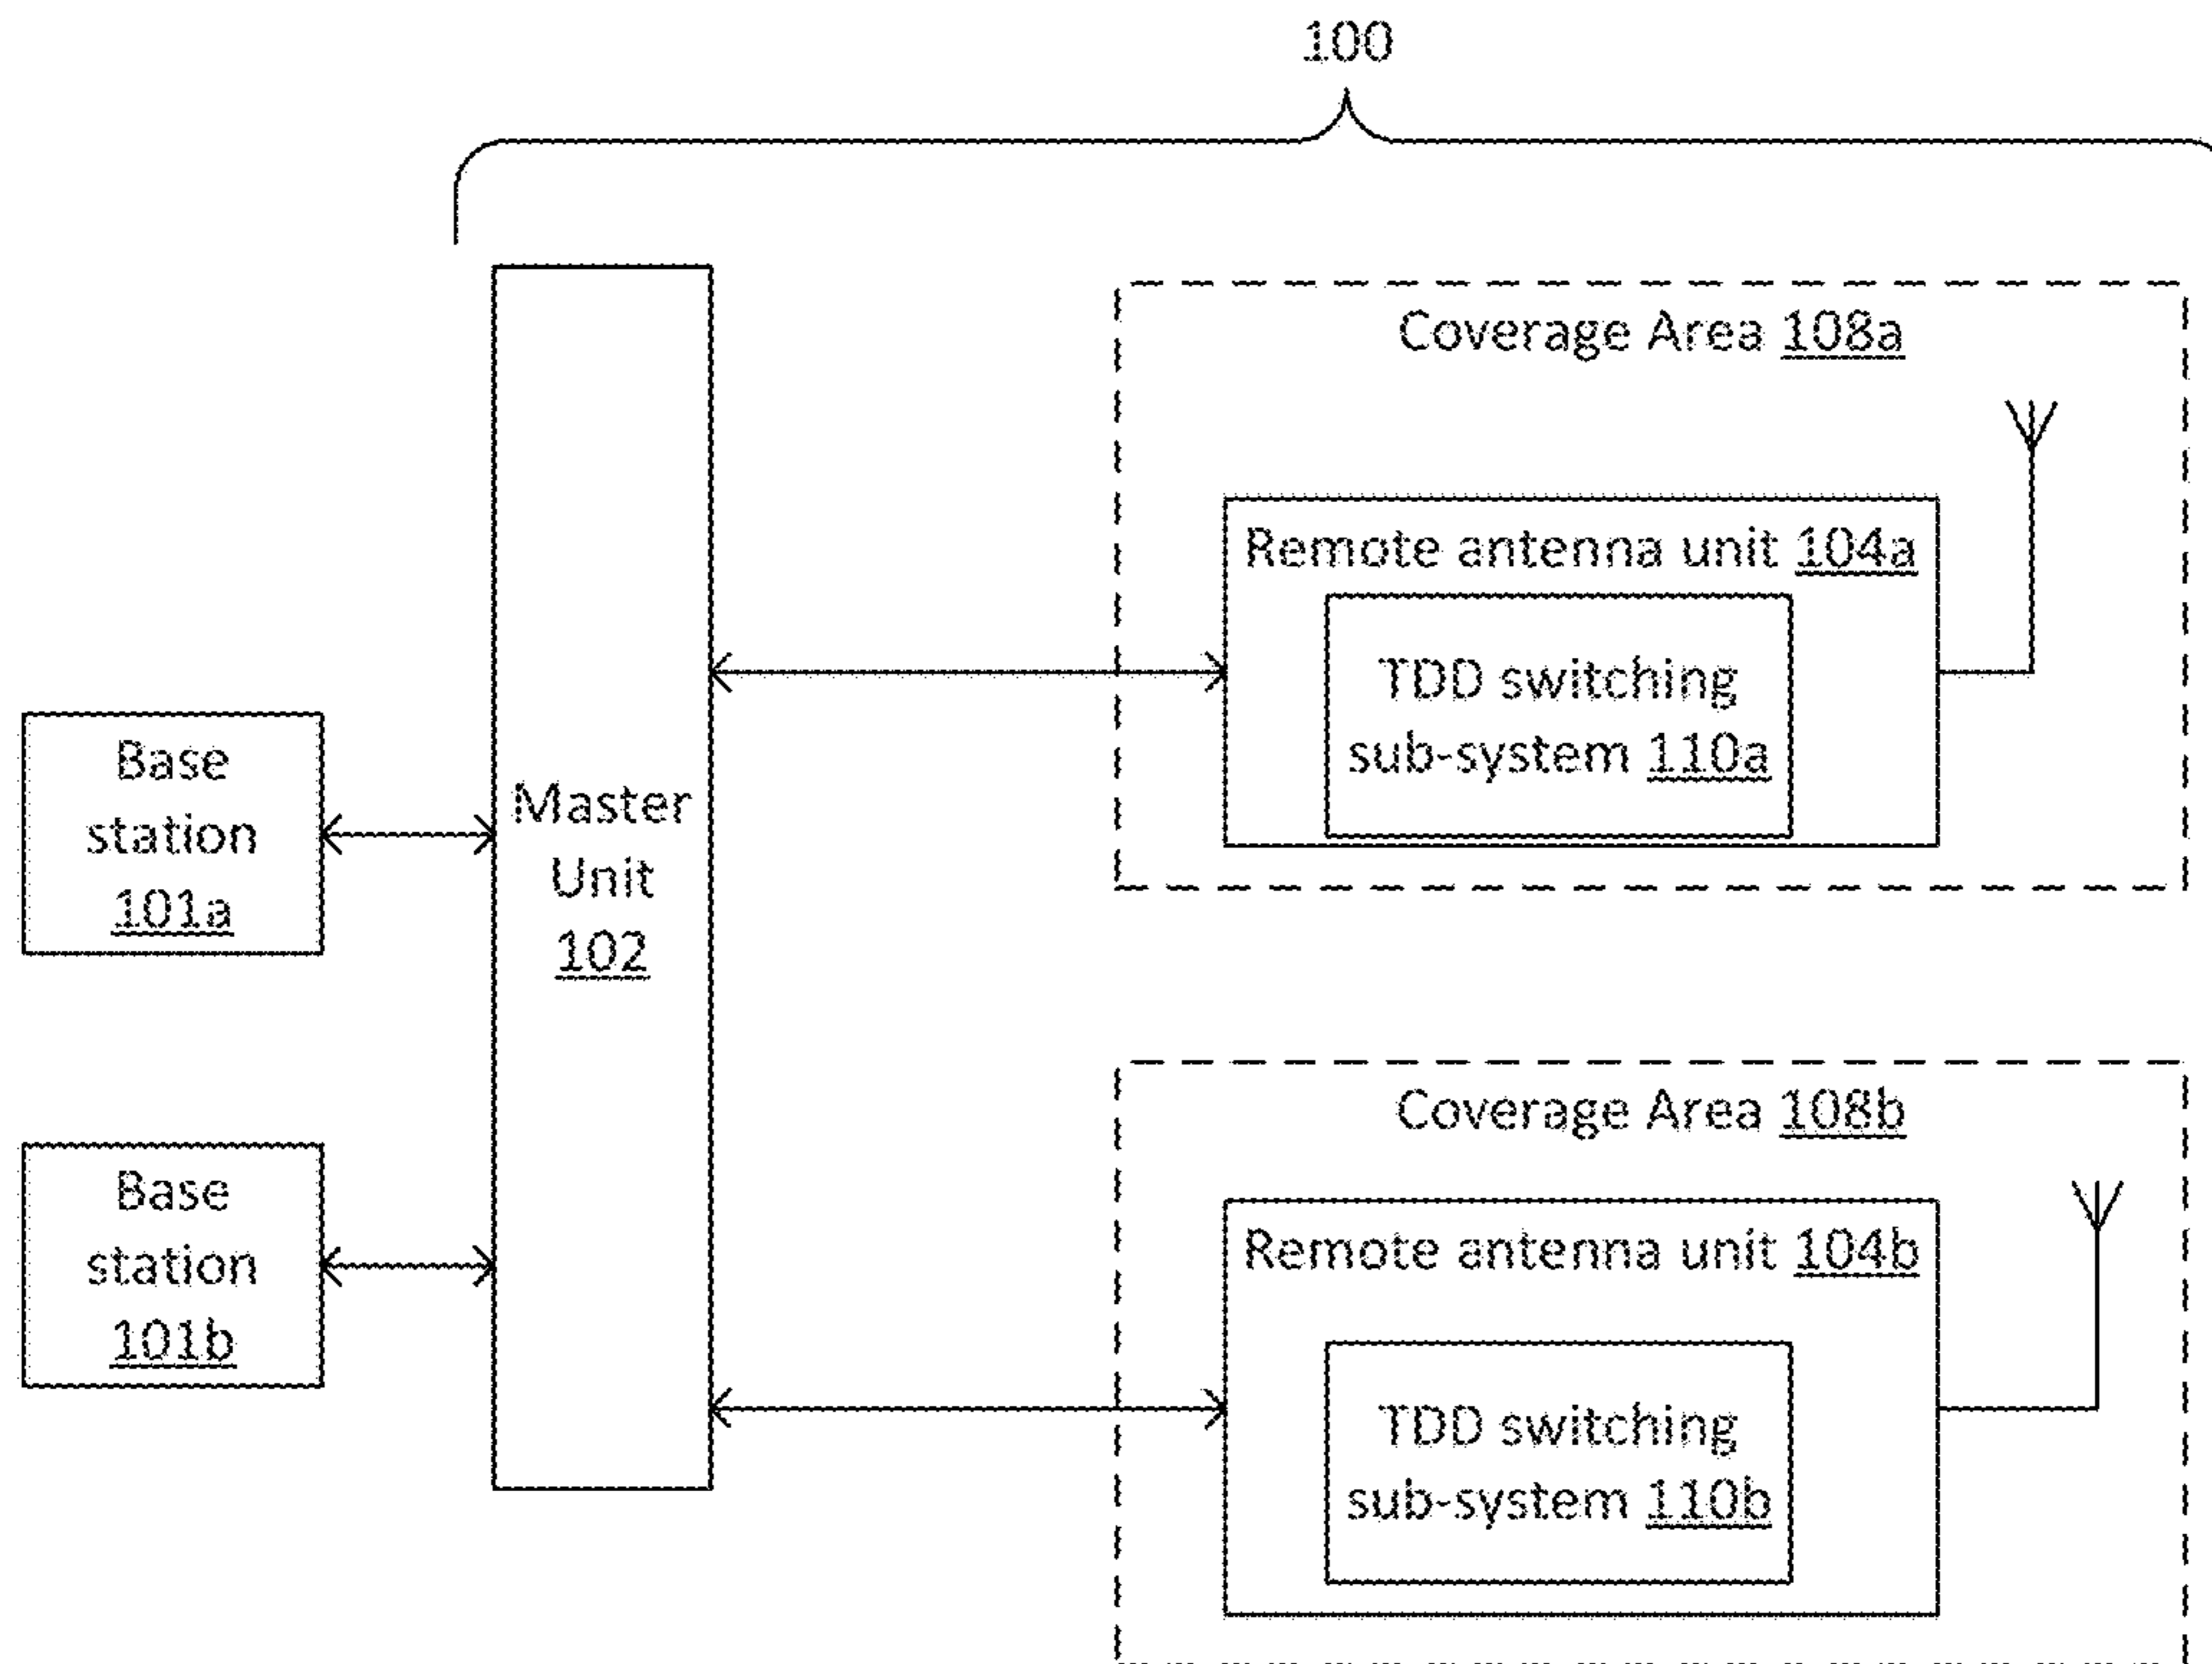 100
Coverage Area 108a
Remote antenna unit 104a
TDD switching
sub-system 110a
Base
station
101a
Master
Unit
102
Coverage Area 108b
Base
station
101b
Remote antenna unit 104b
TDD switching
sub-system 110b